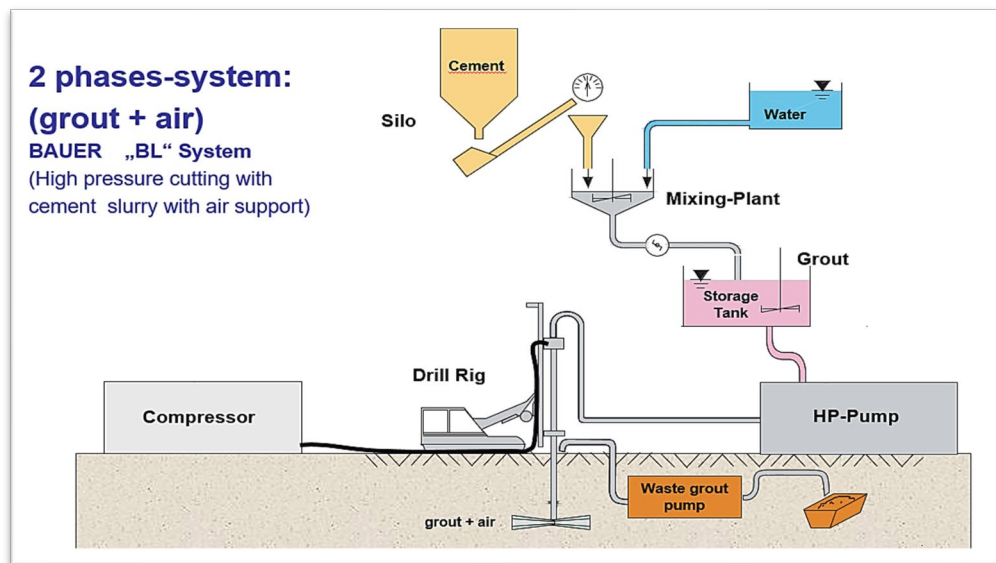 2 phases-system:
(grout + air)
BAUER „BL“ System
(High pressure cutting with
cement slurry with air support)
Cement
Silo
Water
Mixing-Plant
Grout
Storage
Tank
Drill Rig
Compressor
HP-Pump
Waste grout
pump
grout + air